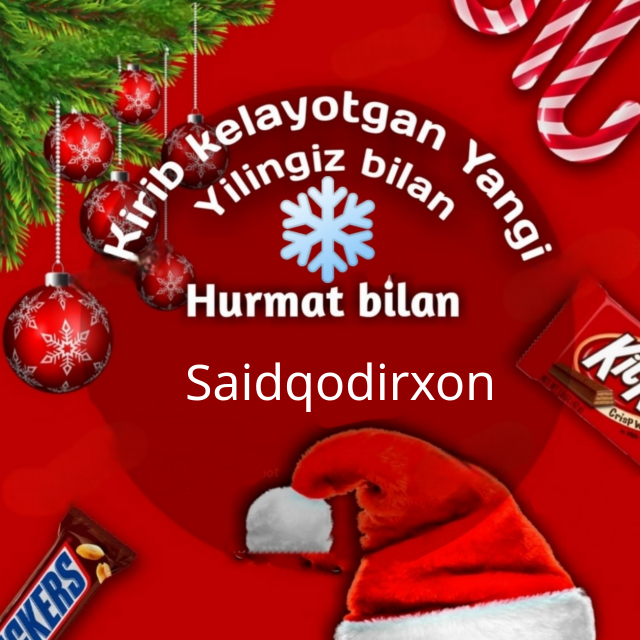 Kirib kelayotgan Yangi
Yilingiz bilan
Hurmat bilan
Saidqodirxon